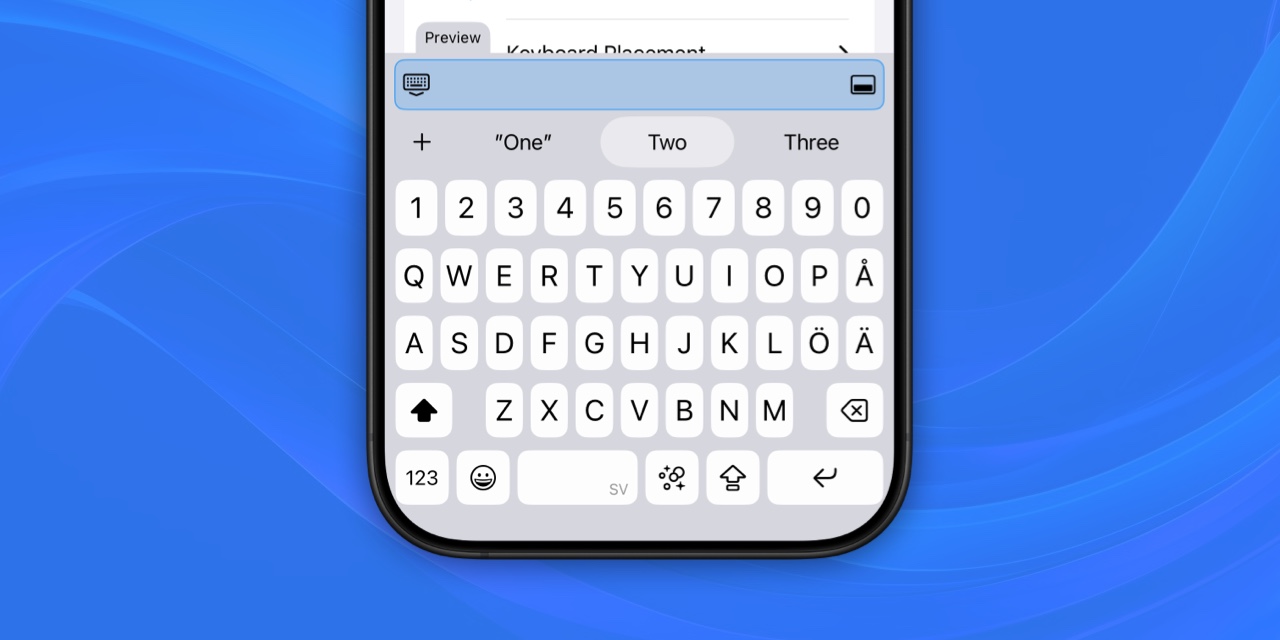 Preview
Keyboard Placement
"One" Two Three
1 2 3 4 5 6 7 8 9 0
Q W E R T Y U I O P Å
A S D F G H J K L Ö Ä
Z X C V B N M
123 SV